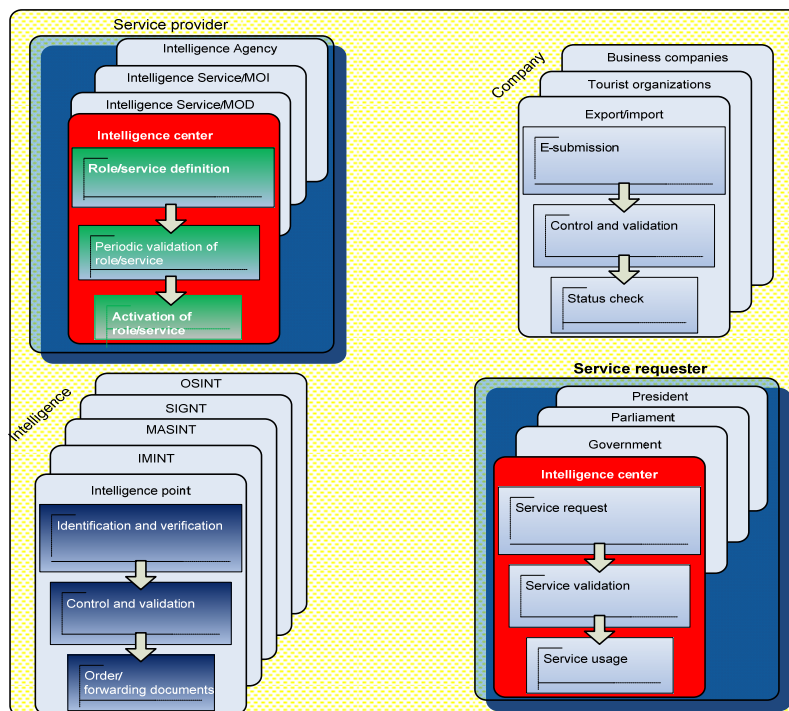 Service provider
Intelligence Agency
Intelligence Service/MOI
Intelligence Service/MOD
Intelligence center
Role/service definition
Periodic validation of
role/service
Activation of
role/service
Company
Business companies
Tourist organizations
Export/import
E-submission
Control and validation
Status check
Intelligence
OSINT
SIGNT
MASINT
IMINT
Intelligence point
Identification and verification
Control and validation
Order/
forwarding documents
Service requester
President
Parliament
Government
Intelligence center
Service request
Service validation
Service usage